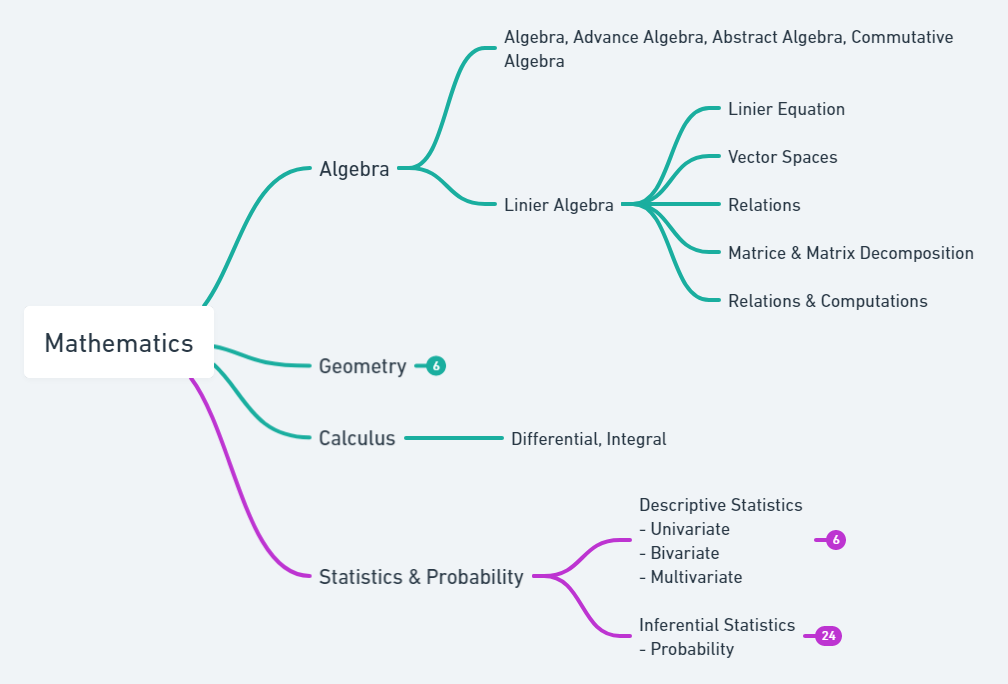 Algebra, Advance Algebra, Abstract Algebra, Commutative
Algebra
Linier Equation
Vector Spaces
Algebra
Linier Algebra
Relations
Matrice & Matrix Decomposition
Relations & Computations
Mathematics
Geometry
6
Calculus
Differential, Integral
Descriptive Statistics
- Univariate
- Bivariate
- Multivariate
6
Statistics & Probability
Inferential Statistics
- Probability
24